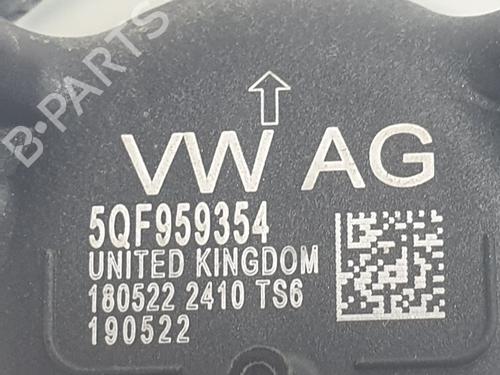 B-PARTS
VW AG
5QF959354
UNITED KINGDOM
180522 2410 TS6
190522